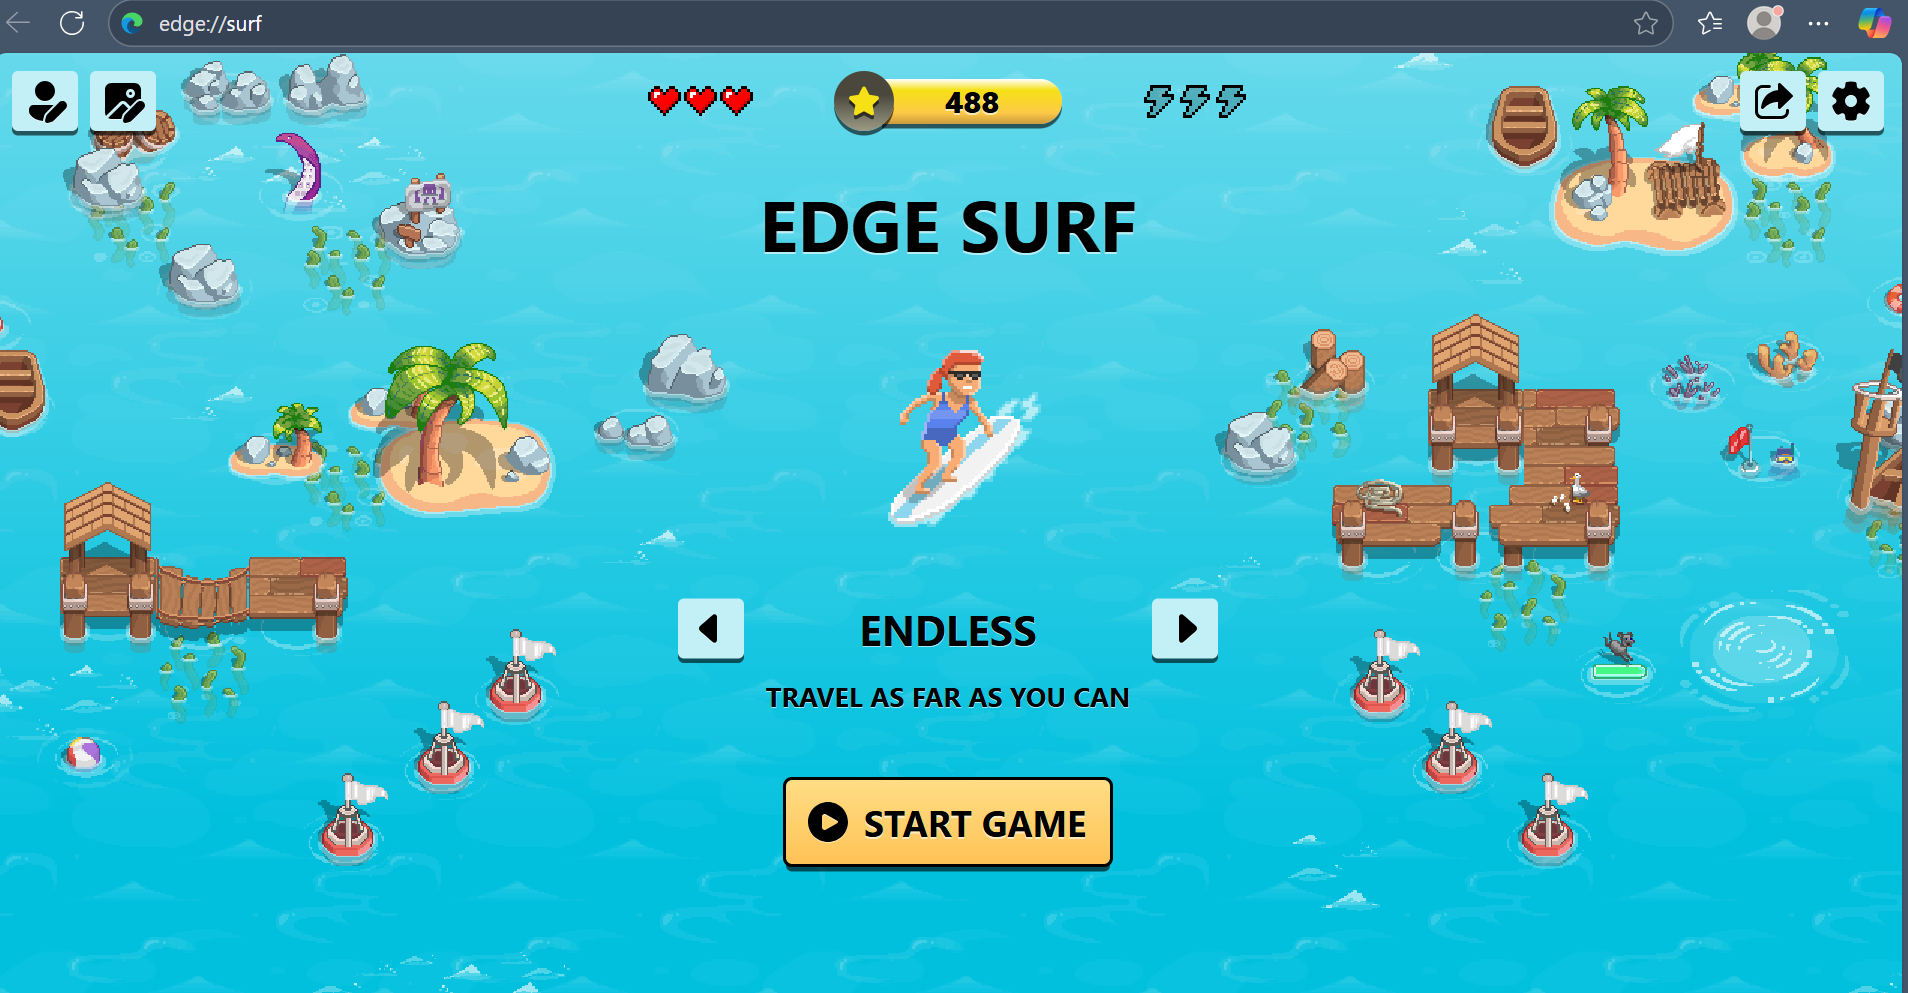 edge://surf
488
EDGE SURF
ENDLESS
TRAVEL AS FAR AS YOU CAN
START GAME